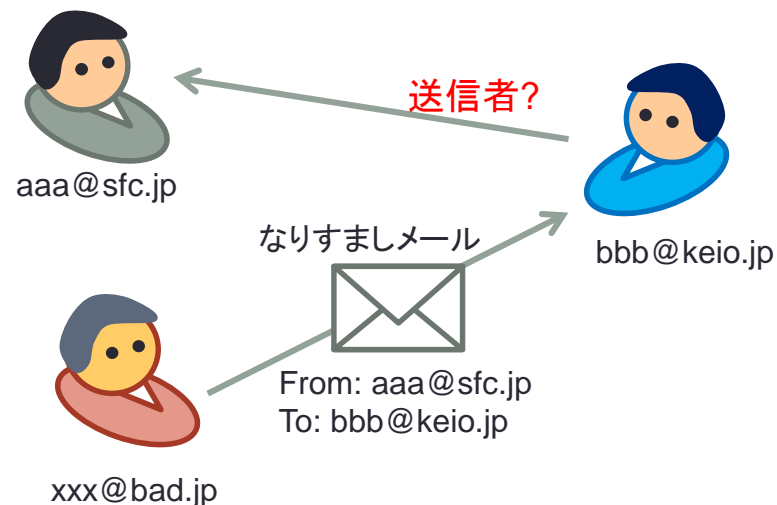 送信者?
aaa@sfc.jp
なりすましメール
bbb@keio.jp
From: aaa@sfc.jp
To: bbb@keio.jp
xxx@bad.jp